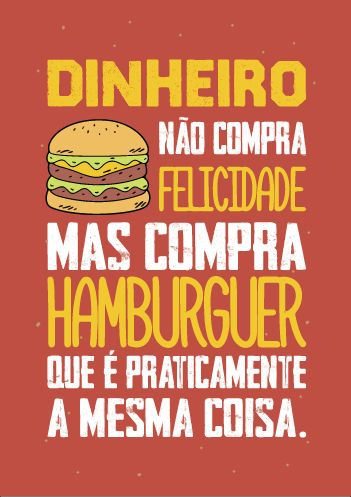 DINHEIRO
NÃO COMPRA
FELICIDADE
MAS COMPRA
HAMBURGUER
QUE É PRATICAMENTE
A MESMA COISA.